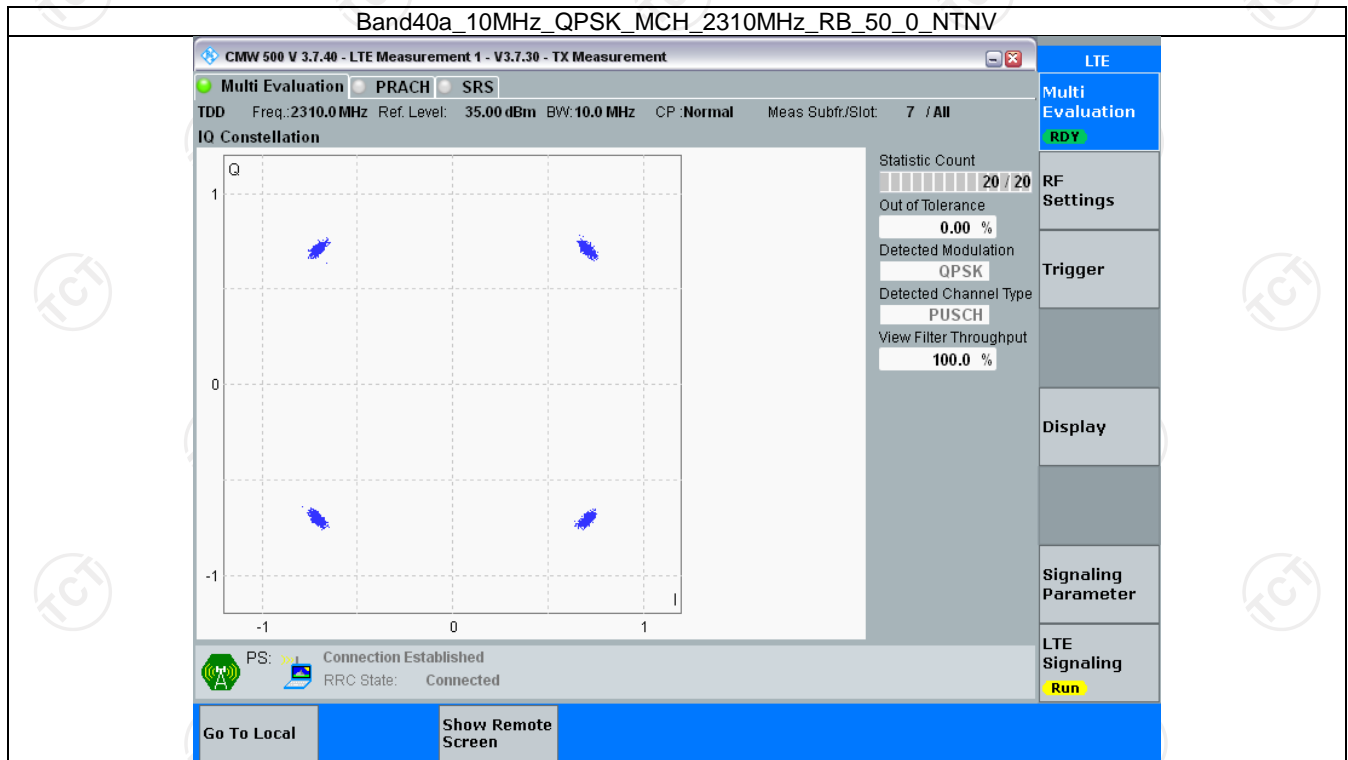 Band40a_10MHz_QPSK_MCH_2310MHz_RB_50_0_NTNV
CMW 500 V 3.7.40 - LTE Measurement 1 - V3.7.30 - TX Measurement
LTE
Multi Evaluation PRACH SRS
Multi
Evaluation
RDY
TDD Freq.:2310.0 MHz Ref. Level: 35.00 dBm BW: 10.0 MHz CP :Normal Meas Subfr./Slot: 7 / All
IQ Constellation
Q
1
0
-1
I
-1 0 1
Statistic Count
20 / 20
Out of Tolerance
0.00 %
Detected Modulation
QPSK
Detected Channel Type
PUSCH
View Filter Throughput
100.0 %
RF
Settings
Trigger
Display
Signaling
Parameter
LTE
Signaling
Run
PS: Connection Established
RRC State: Connected
Go To Local
Show Remote
Screen
TCT
TCT
TCT
TCT